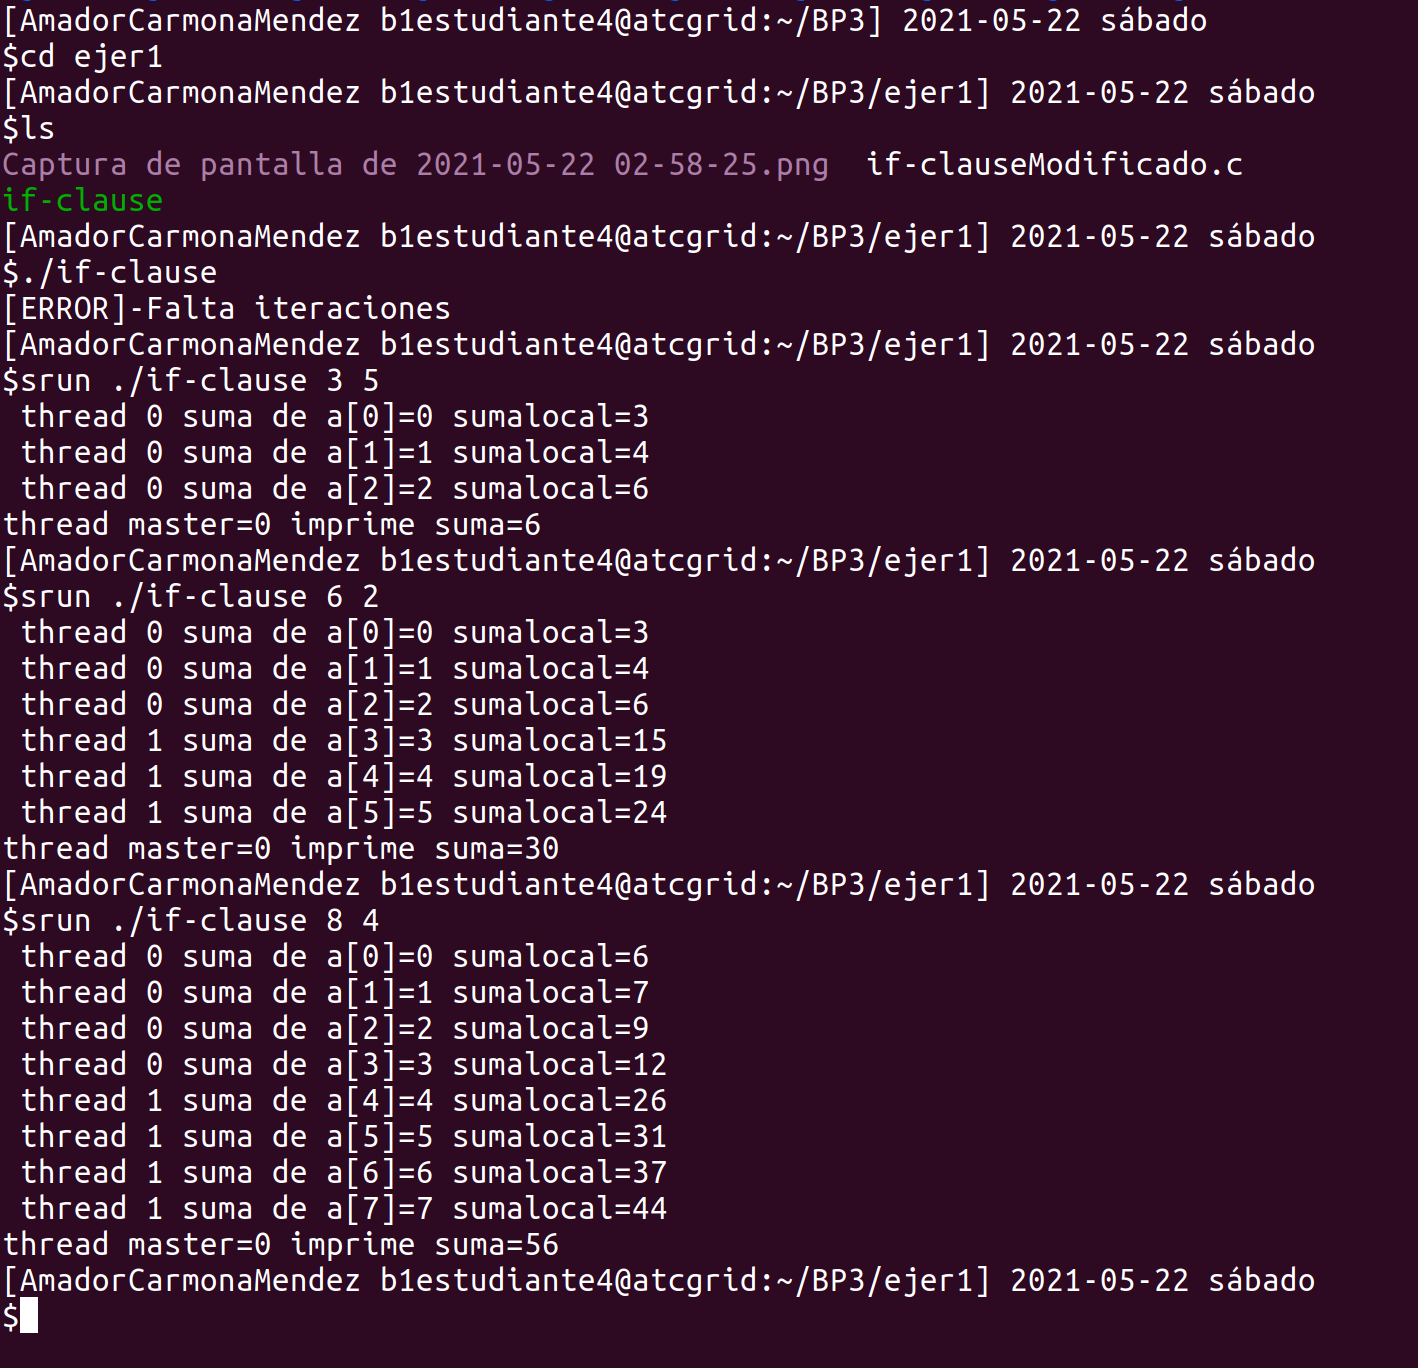 [AmadorCarmonaMendez b1estudiante4@atcgrid:~/BP3] 2021-05-22 sábado
$cd ejer1
[AmadorCarmonaMendez b1estudiante4@atcgrid:~/BP3/ejer1] 2021-05-22 sábado
$ls
Captura de pantalla de 2021-05-22 02-58-25.png  if-clauseModificado.c
if-clause
[AmadorCarmonaMendez b1estudiante4@atcgrid:~/BP3/ejer1] 2021-05-22 sábado
$./if-clause
[ERROR]-Falta iteraciones
[AmadorCarmonaMendez b1estudiante4@atcgrid:~/BP3/ejer1] 2021-05-22 sábado
$srun ./if-clause 3 5
 thread 0 suma de a[0]=0 sumalocal=3
 thread 0 suma de a[1]=1 sumalocal=4
 thread 0 suma de a[2]=2 sumalocal=6
thread master=0 imprime suma=6
[AmadorCarmonaMendez b1estudiante4@atcgrid:~/BP3/ejer1] 2021-05-22 sábado
$srun ./if-clause 6 2
 thread 0 suma de a[0]=0 sumalocal=3
 thread 0 suma de a[1]=1 sumalocal=4
 thread 0 suma de a[2]=2 sumalocal=6
 thread 1 suma de a[3]=3 sumalocal=15
 thread 1 suma de a[4]=4 sumalocal=19
 thread 1 suma de a[5]=5 sumalocal=24
thread master=0 imprime suma=30
[AmadorCarmonaMendez b1estudiante4@atcgrid:~/BP3/ejer1] 2021-05-22 sábado
$srun ./if-clause 8 4
 thread 0 suma de a[0]=0 sumalocal=6
 thread 0 suma de a[1]=1 sumalocal=7
 thread 0 suma de a[2]=2 sumalocal=9
 thread 0 suma de a[3]=3 sumalocal=12
 thread 1 suma de a[4]=4 sumalocal=26
 thread 1 suma de a[5]=5 sumalocal=31
 thread 1 suma de a[6]=6 sumalocal=37
 thread 1 suma de a[7]=7 sumalocal=44
thread master=0 imprime suma=56
[AmadorCarmonaMendez b1estudiante4@atcgrid:~/BP3/ejer1] 2021-05-22 sábado
$